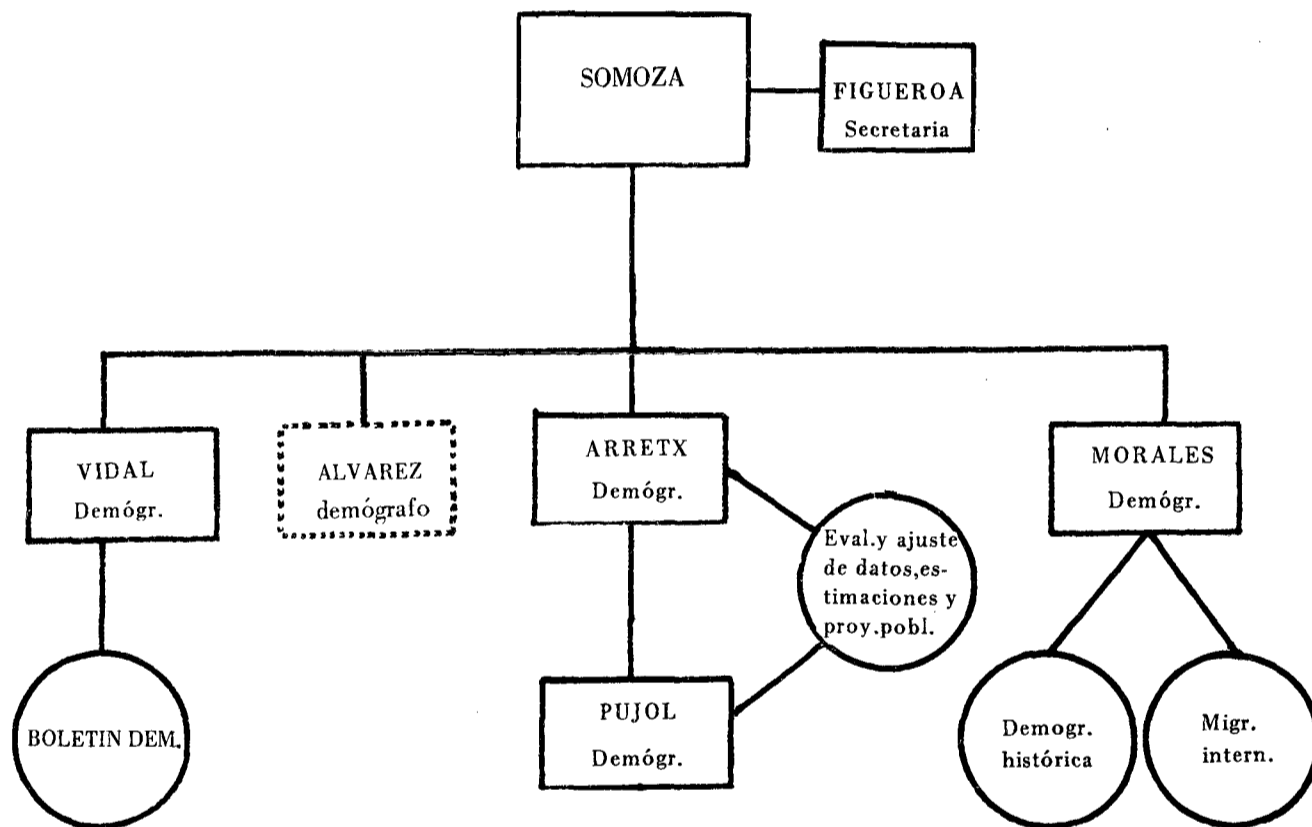 SOMOZA
FIGUEROA
Secretaria
VIDAL
Demógr.
ALVAREZ
demógrafo
ARRETX
Demógr.
MORALES
Demógr.
Eval.y ajuste
de datos,es-
timaciones y
proy.pobl.
PUJOL
Demógr.
BOLETIN DEM.
Demogr.
histórica
Migr.
intern.